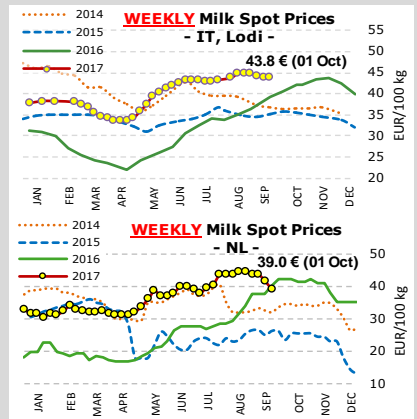 WEEKLY Milk Spot Prices
- IT, Lodi -
2014
2015
2016
2017
43.8 € (01 Oct)
55
50
45
40
35
30
25
20
EUR/100 kg
JAN FEB MAR APR MAY JUN JUL AUG SEP OCT NOV DEC
WEEKLY Milk Spot Prices
- NL -
2014
2015
2016
2017
39.0 € (01 Oct)
50
40
30
20
10
EUR/100 kg
JAN FEB MAR APR MAY JUN JUL AUG SEP OCT NOV DEC